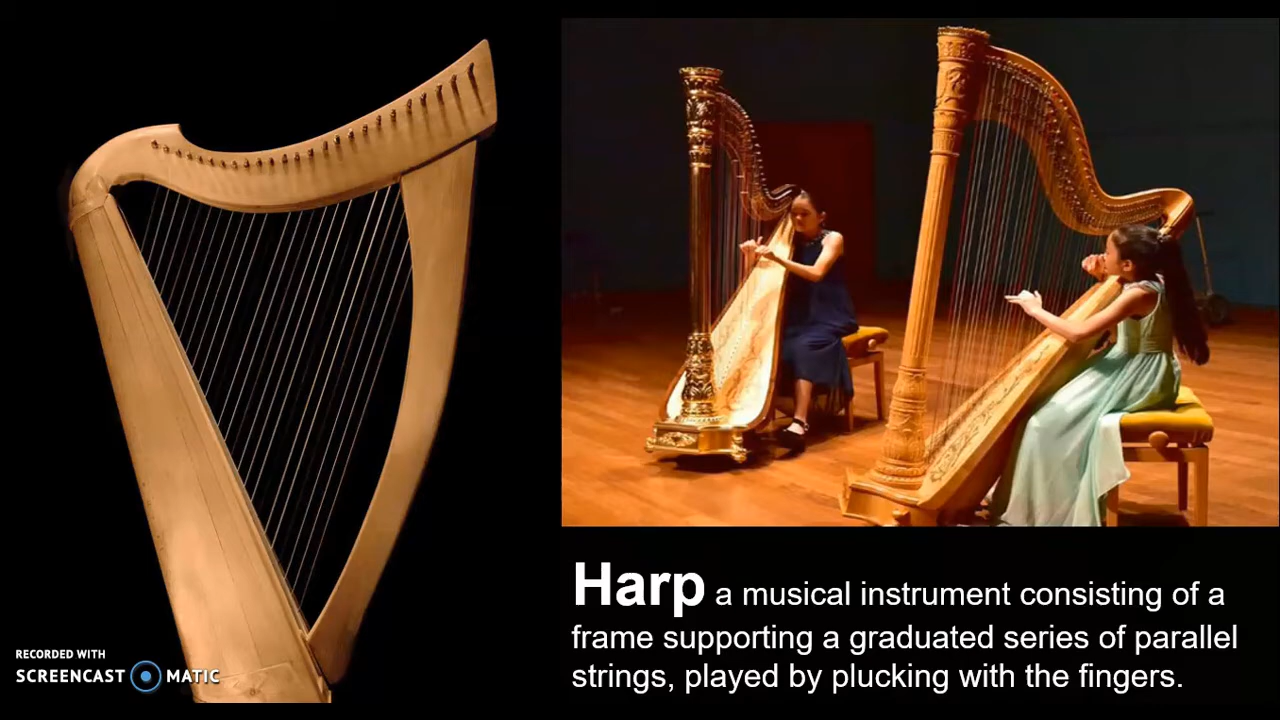 Harp a musical instrument consisting of a
frame supporting a graduated series of parallel
strings, played by plucking with the fingers.
RECORDED WITH
SCREENCAST MATIC